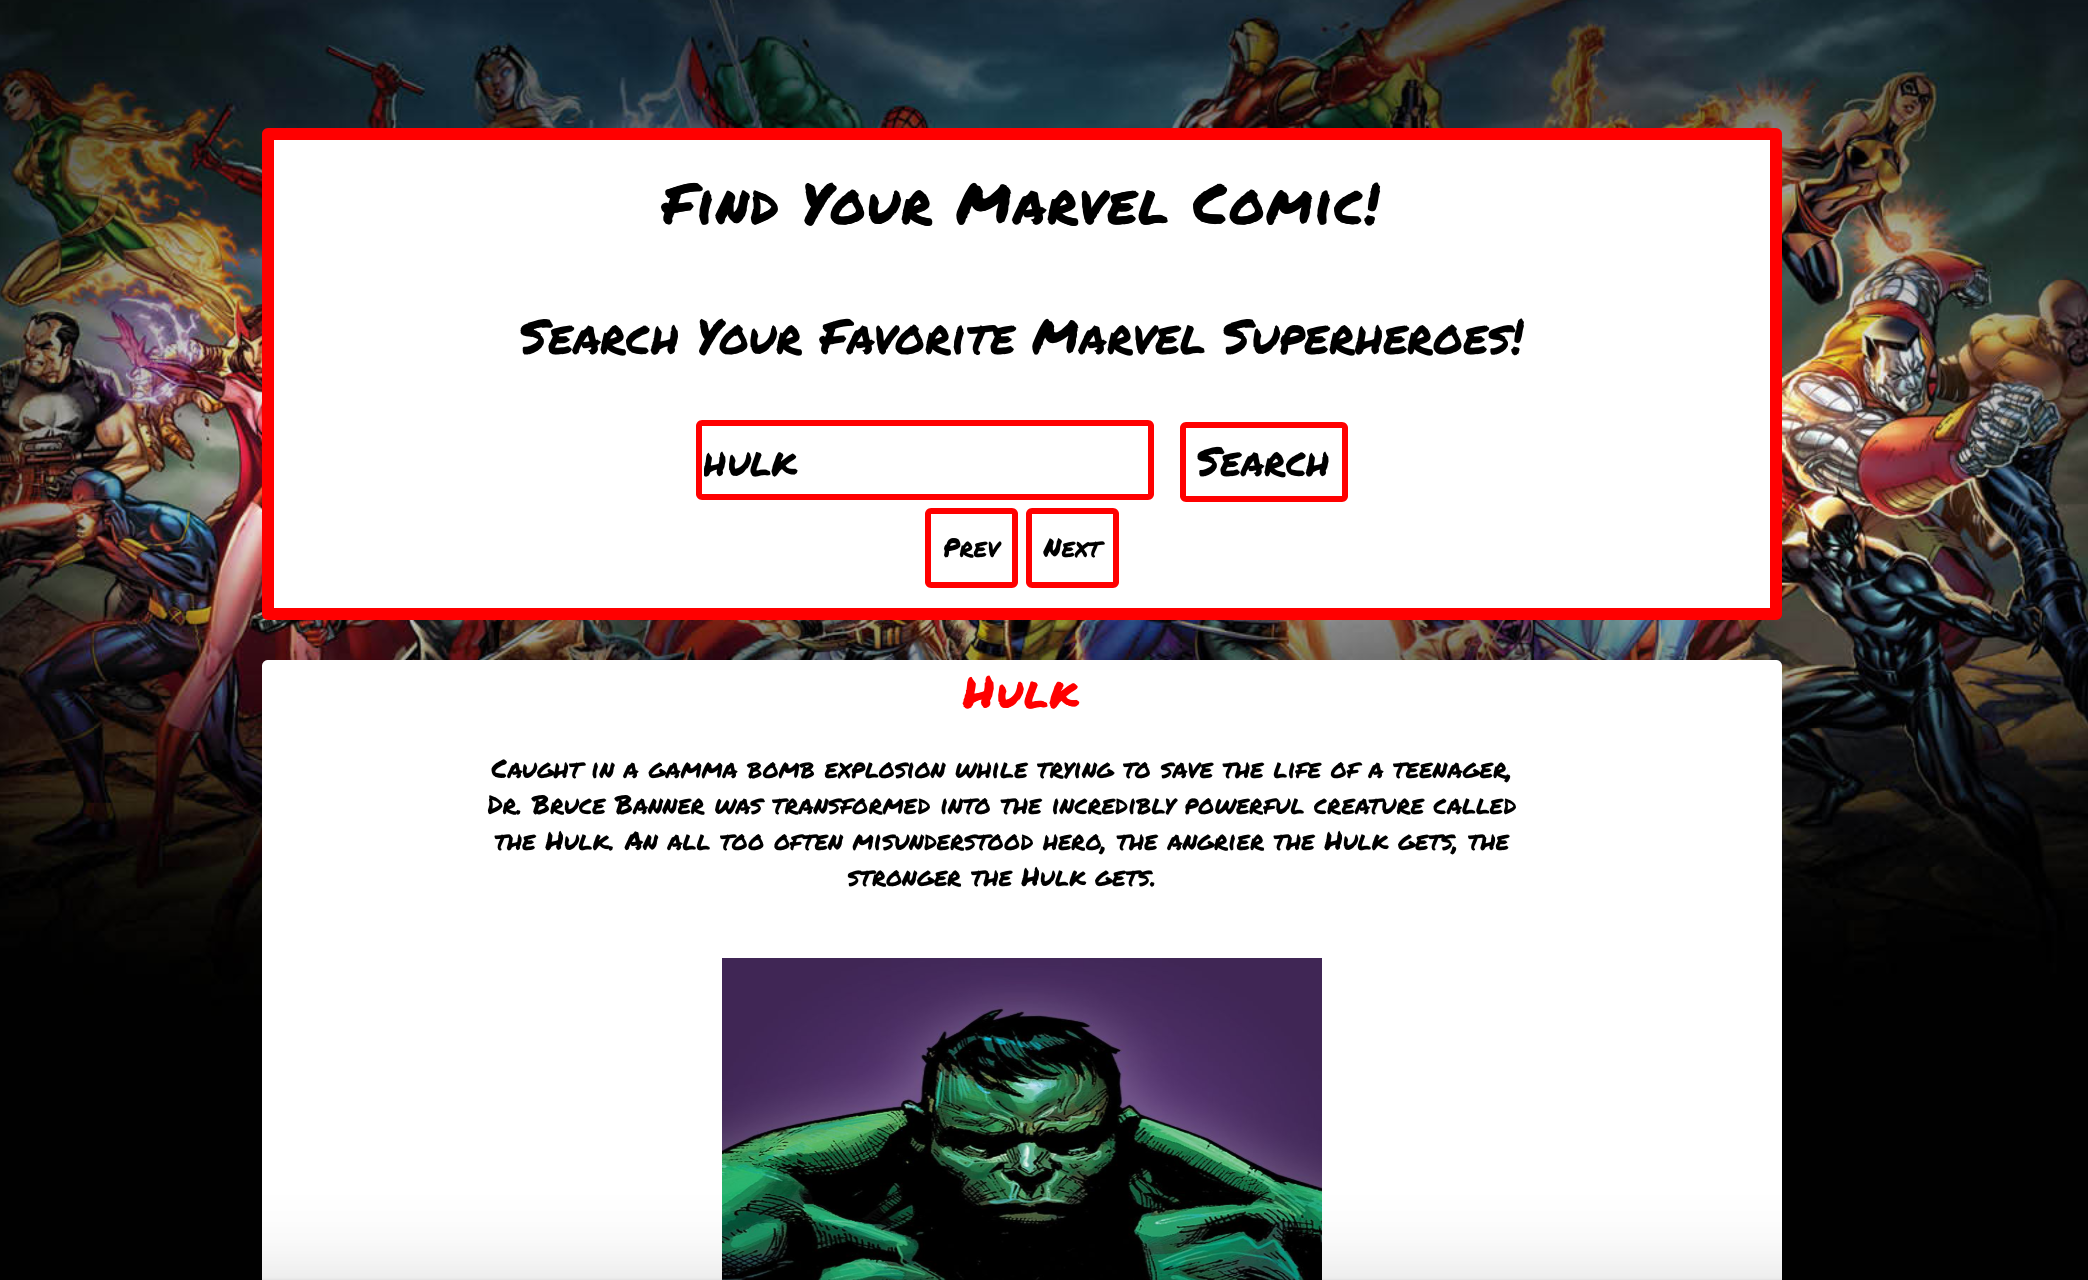 Find Your Marvel Comic!
Search Your Favorite Marvel Superheroes!
hulk
Search
Prev Next
Hulk
Caught in a gamma bomb explosion while trying to save the life of a teenager,
Dr. Bruce Banner was transformed into the incredibly powerful creature called
the Hulk. An all too often misunderstood hero, the angrier the Hulk gets, the
stronger the Hulk gets.